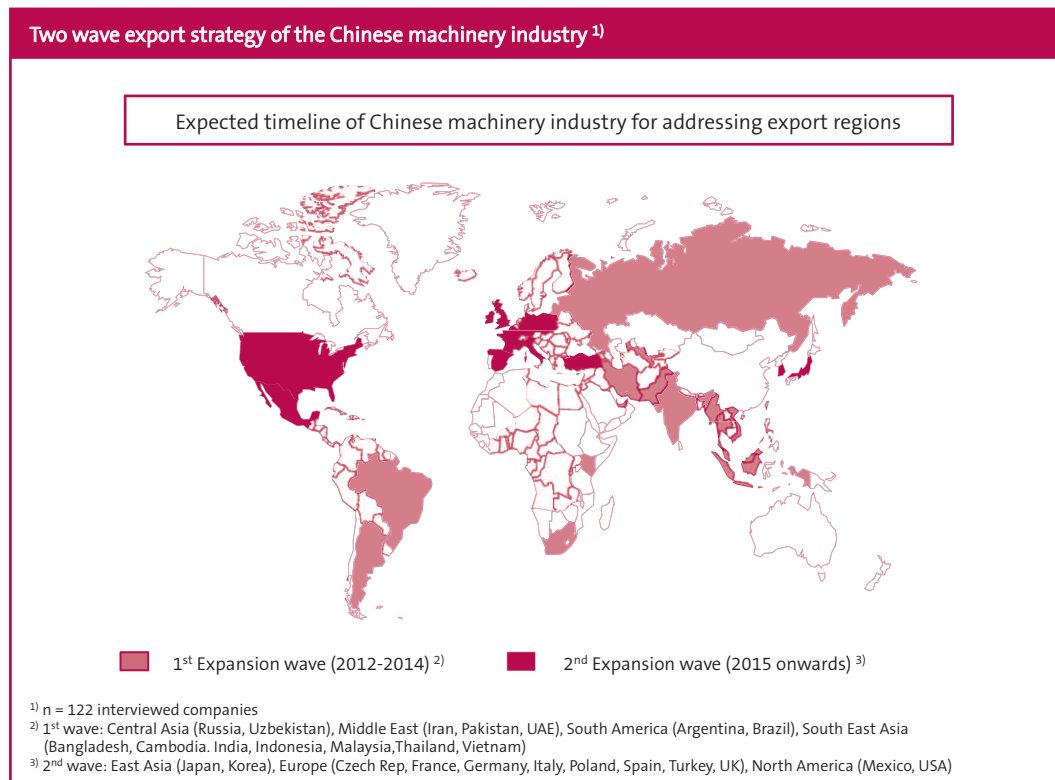 Two wave export strategy of the Chinese machinery industry 1)
Expected timeline of Chinese machinery industry for addressing export regions
1st Expansion wave (2012-2014) 2)
2nd Expansion wave (2015 onwards) 3)
1) n = 122 interviewed companies
2) 1st wave: Central Asia (Russia, Uzbekistan), Middle East (Iran, Pakistan, UAE), South America (Argentina, Brazil), South East Asia
(Bangladesh, Cambodia. India, Indonesia, Malaysia,Thailand, Vietnam)
3) 2nd wave: East Asia (Japan, Korea), Europe (Czech Rep, France, Germany, Italy, Poland, Spain, Turkey, UK), North America (Mexico, USA)